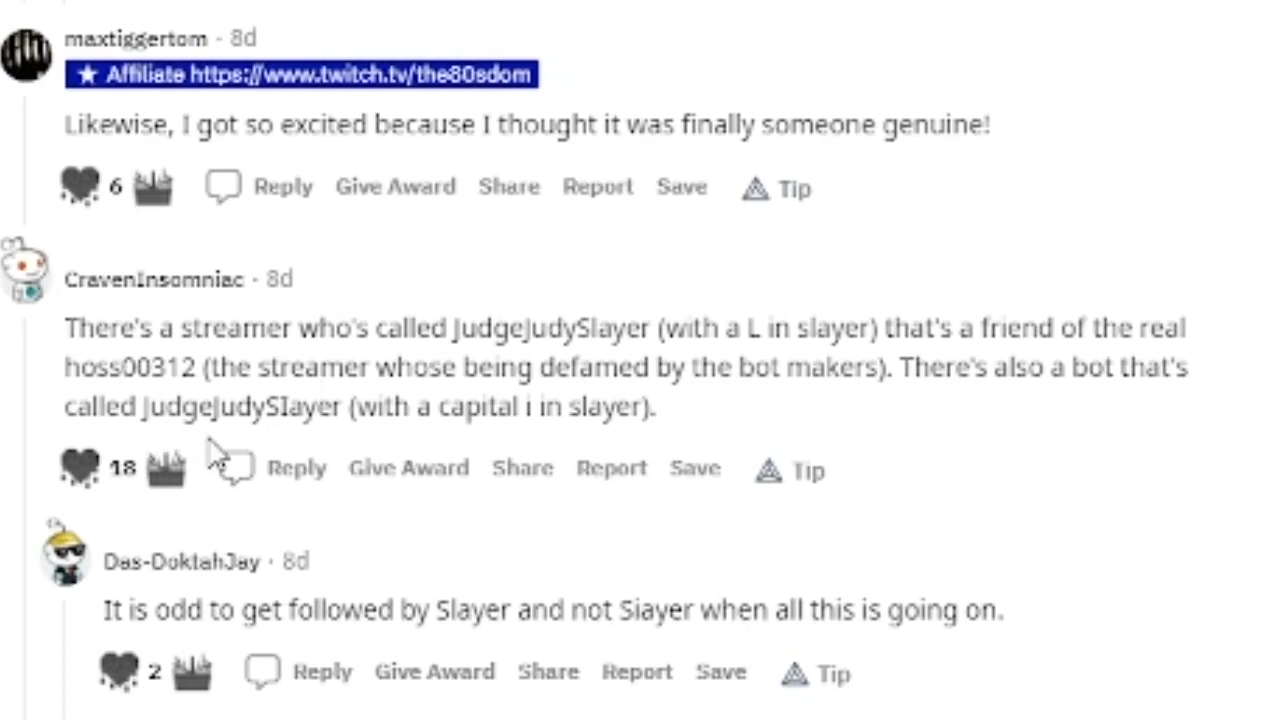 maxtiggertom · 8d
★ Affiliate https://www.twitch.tv/the80sdom
Likewise, I got so excited because I thought it was finally someone genuine!
6 Reply Give Award Share Report Save Tip
CravenInsomniac · 8d
There's a streamer who's called JudgeJudySlayer (with a L in slayer) that's a friend of the real
hoss00312 (the streamer whose being defamed by the bot makers). There's also a bot that's
called JudgeJudySIayer (with a capital i in slayer).
18 Reply Give Award Share Report Save Tip
Das-DoktahJay · 8d
It is odd to get followed by Slayer and not Siayer when all this is going on.
2 Reply Give Award Share Report Save Tip